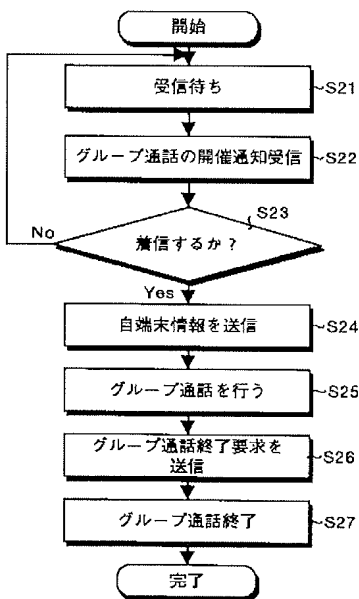 開始
受信待ち
S21
グループ通話の開催通知受信
S22
S23
着信するか？
No
Yes
自端末情報を送信
S24
グループ通話を行う
S25
グループ通話終了要求を
送信
S26
グループ通話終了
S27
完了